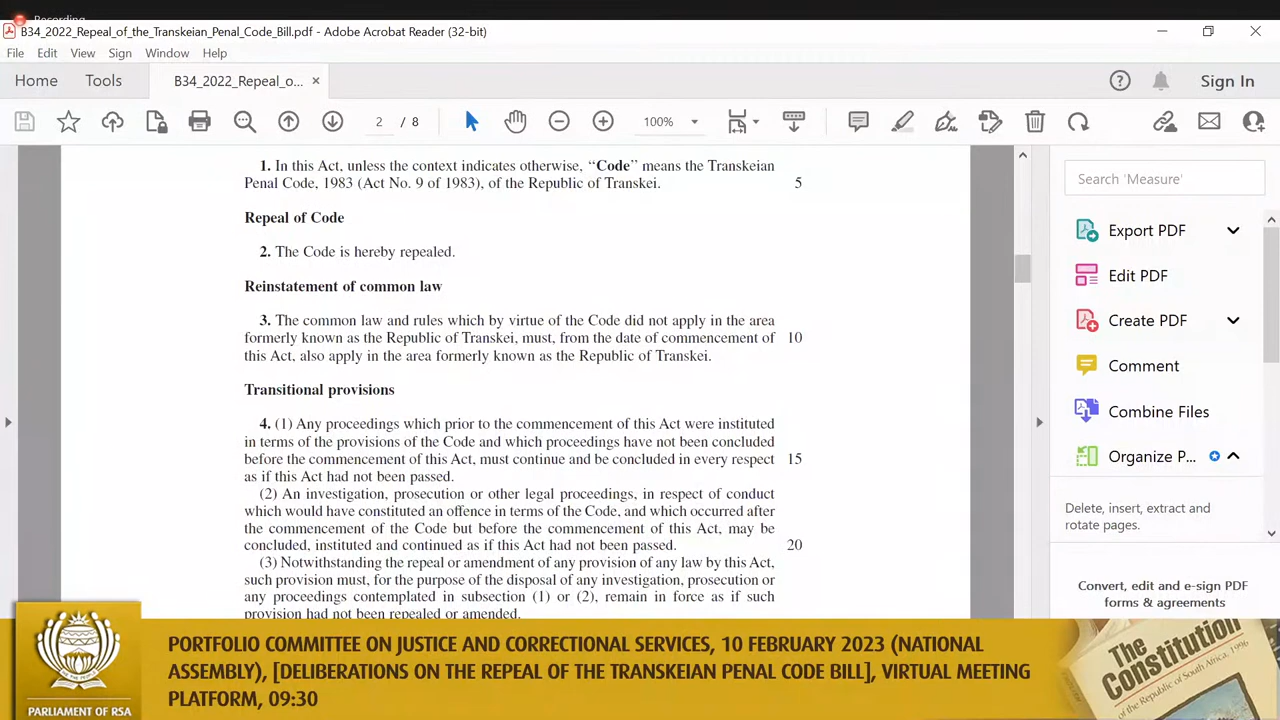 Recording
B34_2022_Repeal_of_the_Transkeian_Penal_Code_Bill.pdf - Adobe Acrobat Reader (32-bit)
File Edit View Sign Window Help
Home Tools B34_2022_Repeal_o... × Sign In
2 / 8 100%
1. In this Act, unless the context indicates otherwise, “Code” means the Transkeian
Penal Code, 1983 (Act No. 9 of 1983), of the Republic of Transkei. 5
Repeal of Code
2. The Code is hereby repealed.
Reinstatement of common law
3. The common law and rules which by virtue of the Code did not apply in the area
formerly known as the Republic of Transkei, must, from the date of commencement of 10
this Act, also apply in the area formerly known as the Republic of Transkei.
Transitional provisions
4. (1) Any proceedings which prior to the commencement of this Act were instituted
in terms of the provisions of the Code and which proceedings have not been concluded
before the commencement of this Act, must continue and be concluded in every respect 15
as if this Act had not been passed.
(2) An investigation, prosecution or other legal proceedings, in respect of conduct
which would have constituted an offence in terms of the Code, and which occurred after
the commencement of the Code but before the commencement of this Act, may be
concluded, instituted and continued as if this Act had not been passed. 20
(3) Notwithstanding the repeal or amendment of any provision of any law by this Act,
such provision must, for the purpose of the disposal of any investigation, prosecution or
any proceedings contemplated in subsection (1) or (2), remain in force as if such
provision had not been repealed or amended.
Search 'Measure'
Export PDF
Edit PDF
Create PDF
Comment
Combine Files
Organize P...
Delete, insert, extract and
rotate pages.
Convert, edit and e-sign PDF
forms & agreements
PORTFOLIO COMMITTEE ON JUSTICE AND CORRECTIONAL SERVICES, 10 FEBRUARY 2023 (NATIONAL
ASSEMBLY), [DELIBERATIONS ON THE REPEAL OF THE TRANSKEIAN PENAL CODE BILL], VIRTUAL MEETING
PLATFORM, 09:30
PARLIAMENT OF RSA
The
Constitution
of the Republic of South Africa, 1996